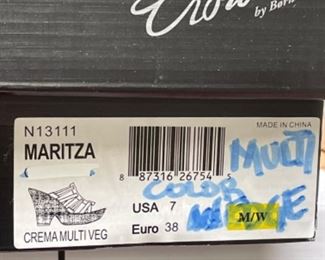 by Børn
N13111
MADE IN CHINA
MARITZA
8 87316 26754 5
MULTI
COLOR
USA 7
M/W
Euro 38
CREMA MULTI VEG